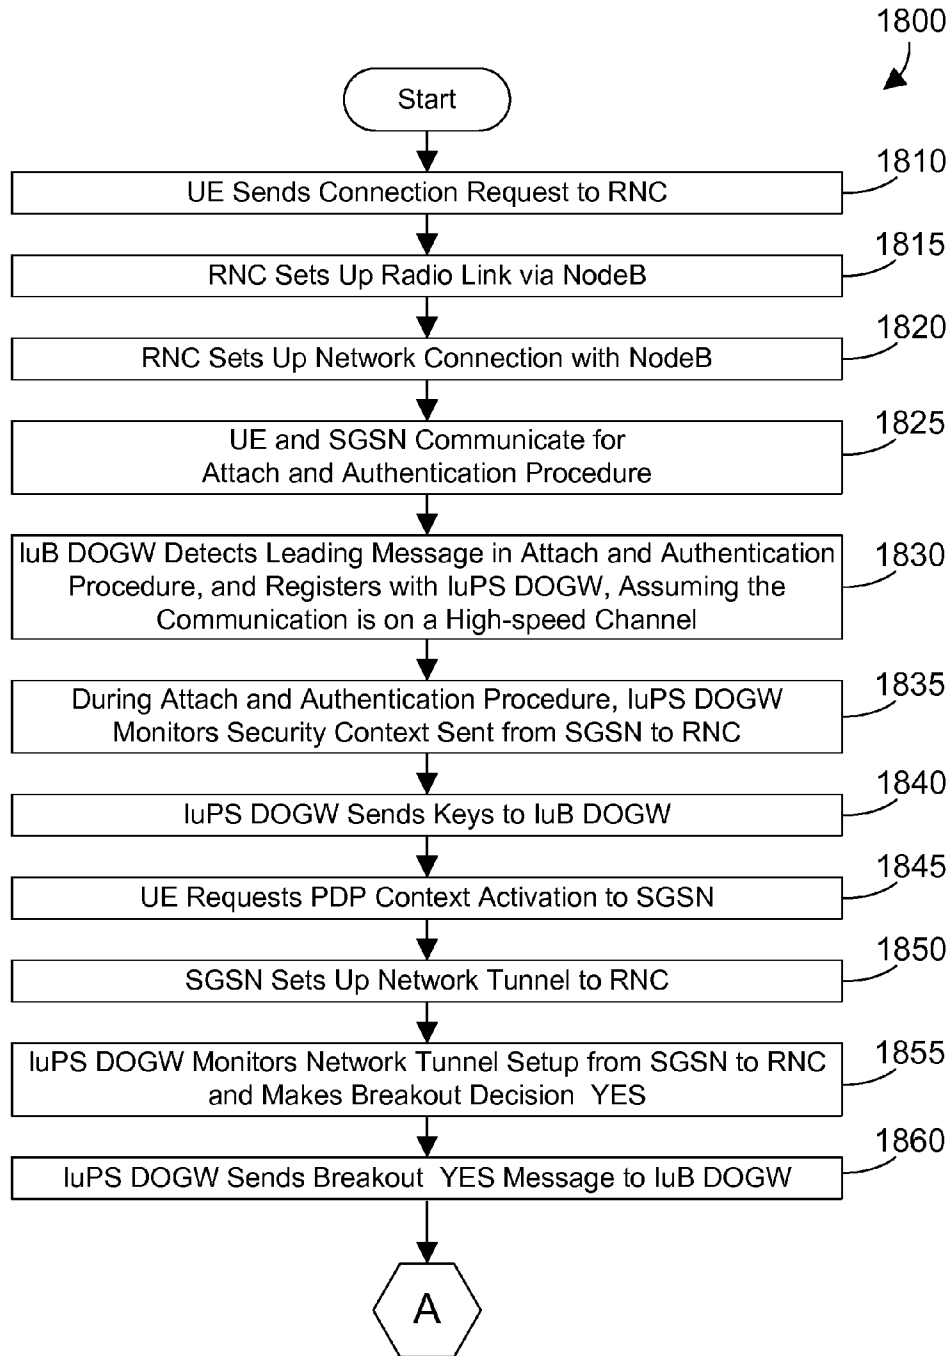 1800
Start
1810
UE Sends Connection Request to RNC
1815
RNC Sets Up Radio Link via NodeB
1820
RNC Sets Up Network Connection with NodeB
1825
UE and SGSN Communicate for
Attach and Authentication Procedure
1830
IuB DOGW Detects Leading Message in Attach and Authentication
Procedure, and Registers with IuPS DOGW, Assuming the
Communication is on a High-speed Channel
1835
During Attach and Authentication Procedure, IuPS DOGW
Monitors Security Context Sent from SGSN to RNC
1840
IuPS DOGW Sends Keys to IuB DOGW
1845
UE Requests PDP Context Activation to SGSN
1850
SGSN Sets Up Network Tunnel to RNC
1855
IuPS DOGW Monitors Network Tunnel Setup from SGSN to RNC
and Makes Breakout Decision YES
1860
IuPS DOGW Sends Breakout YES Message to IuB DOGW
A